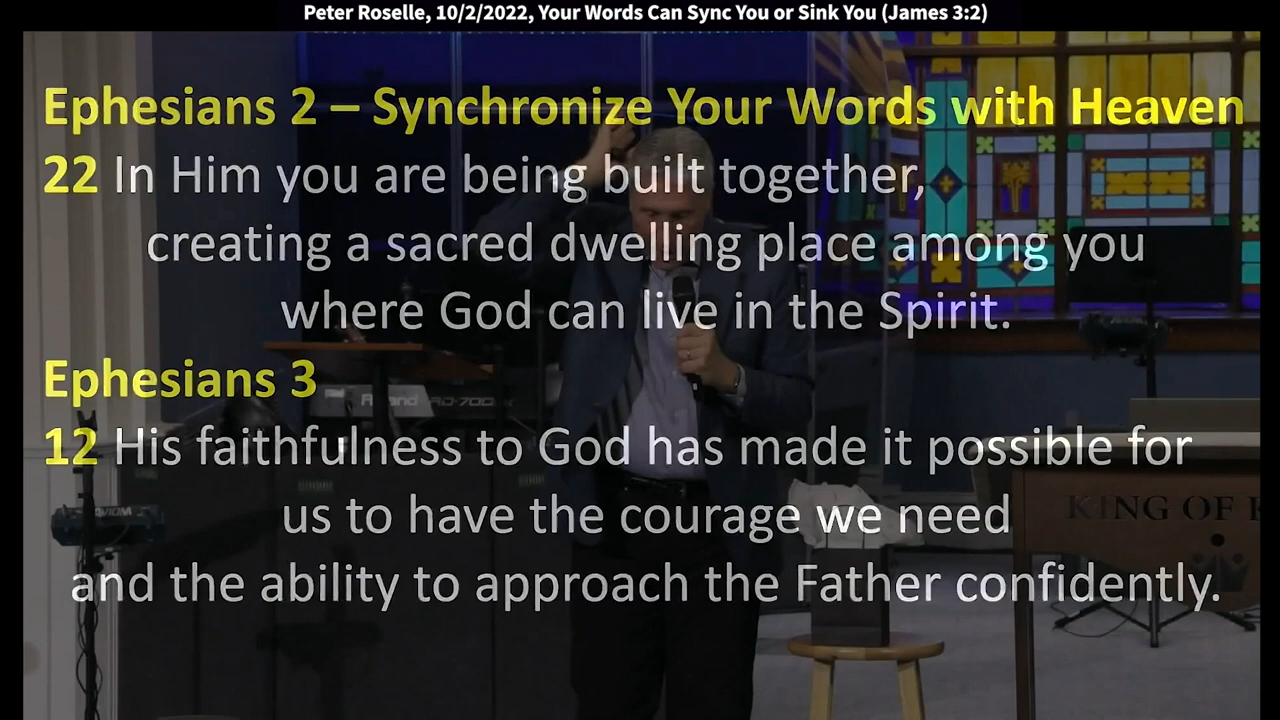 Peter Roselle, 10/2/2022, Your Words Can Sync You or Sink You (James 3:2)
Ephesians 2 – Synchronize Your Words with Heaven
22 In Him you are being built together,
creating a sacred dwelling place among you
where God can live in the Spirit.
Ephesians 3
Roland RD-700
12 His faithfulness to God has made it possible for
KING OF
us to have the courage we need
and the ability to approach the Father confidently.